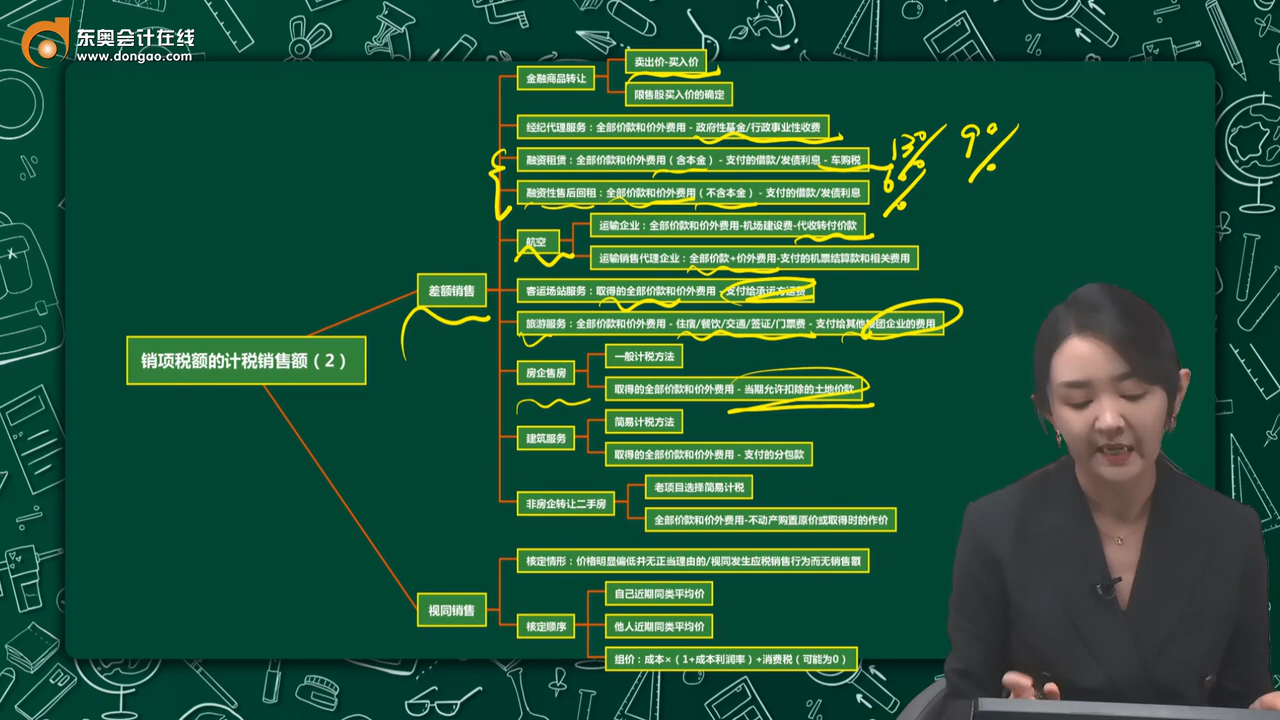 东奥会计在线
www.dongao.com
卖出价-买入价
金融商品转让
限售股买入价的确定
经纪代理服务：全部价款和价外费用 - 政府性基金/行政事业性收费
13% 9%
融资租赁：全部价款和价外费用（含本金） - 支付的借款/发债利息 - 车购税
6%
融资性售后回租：全部价款和价外费用（不含本金） - 支付的借款/发债利息
运输企业：全部价款和价外费用-机场建设费-代收转付价款
航空
运输销售代理企业：全部价款+价外费用-支付的机票结算款和相关费用
差额销售
客运场站服务：取得的全部价款和价外费用 - 支付给承运方运费
旅游服务：全部价款和价外费用 - 住宿/餐饮/交通/签证/门票费 - 支付给其他接团企业的费用
销项税额的计税销售额（2）
一般计税方法
房企售房
取得的全部价款和价外费用 - 当期允许扣除的土地价款
简易计税方法
建筑服务
取得的全部价款和价外费用 - 支付的分包款
老项目选择简易计税
非房企转让二手房
全部价款和价外费用-不动产购置原价或取得时的作价
核定情形：价格明显偏低并无正当理由的/视同发生应税销售行为而无销售额
视同销售
自己近期同类平均价
核定顺序
他人近期同类平均价
组价：成本×（1+成本利润率）+消费税（可能为0）